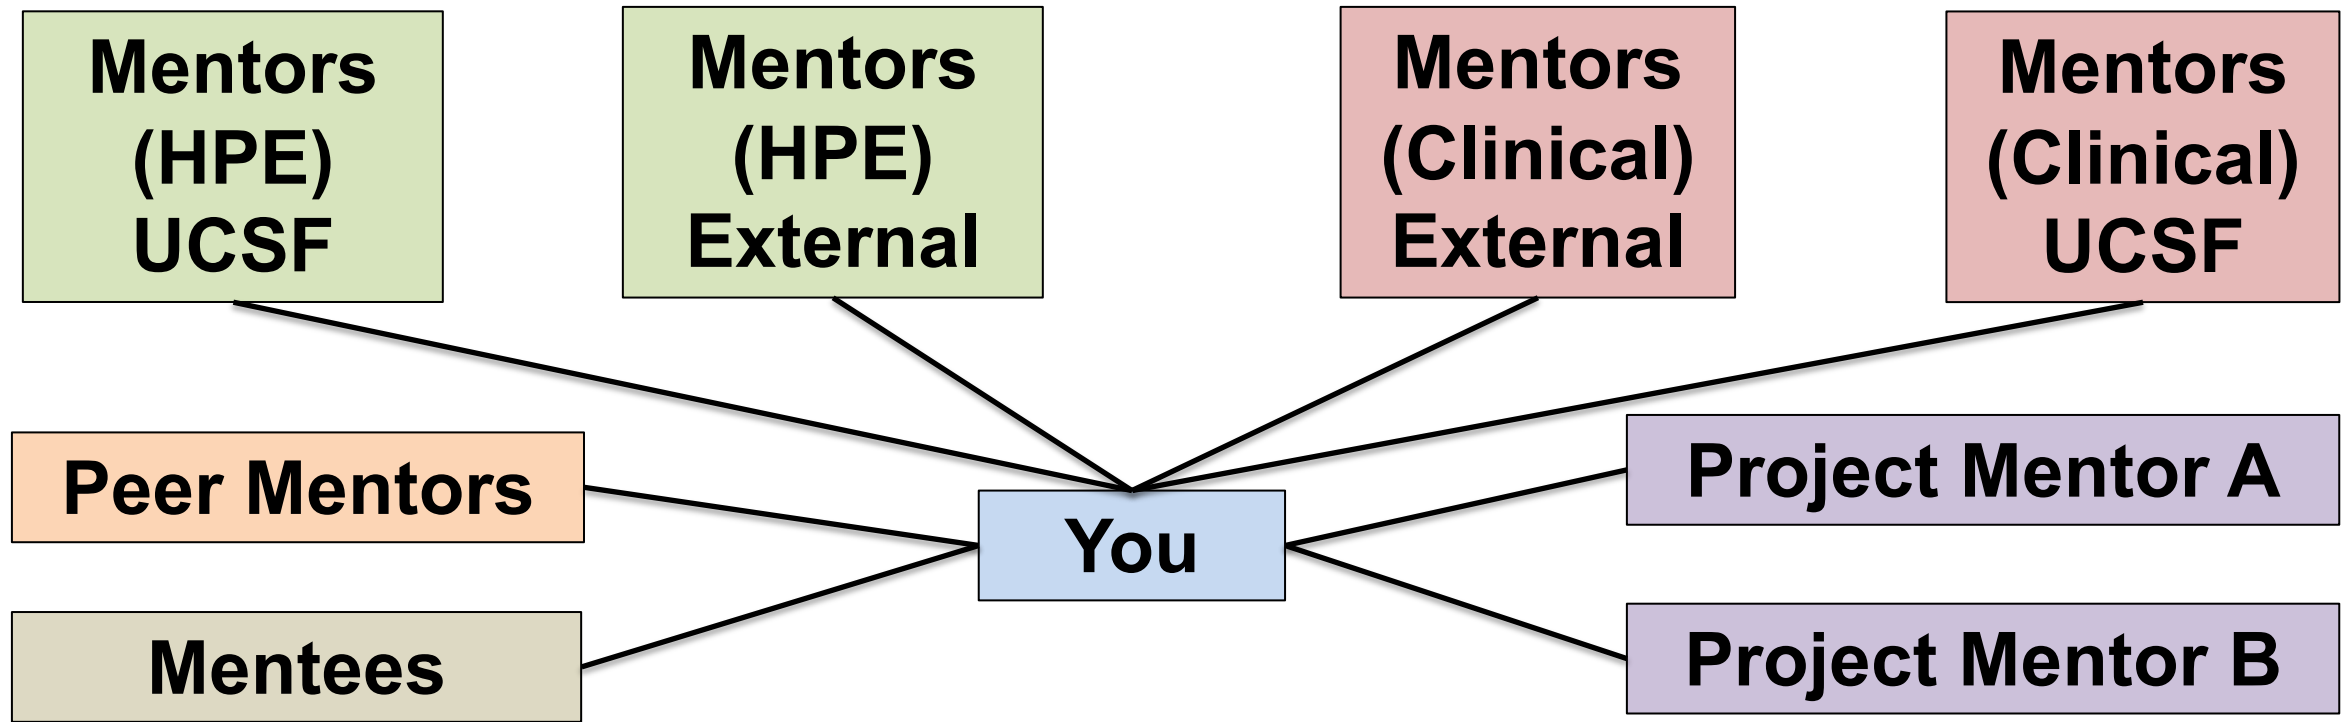 Mentors
(HPE)
UCSF
Mentors
(HPE)
External
Mentors
(Clinical)
External
Mentors
(Clinical)
UCSF
Peer Mentors
You
Project Mentor A
Mentees
Project Mentor B